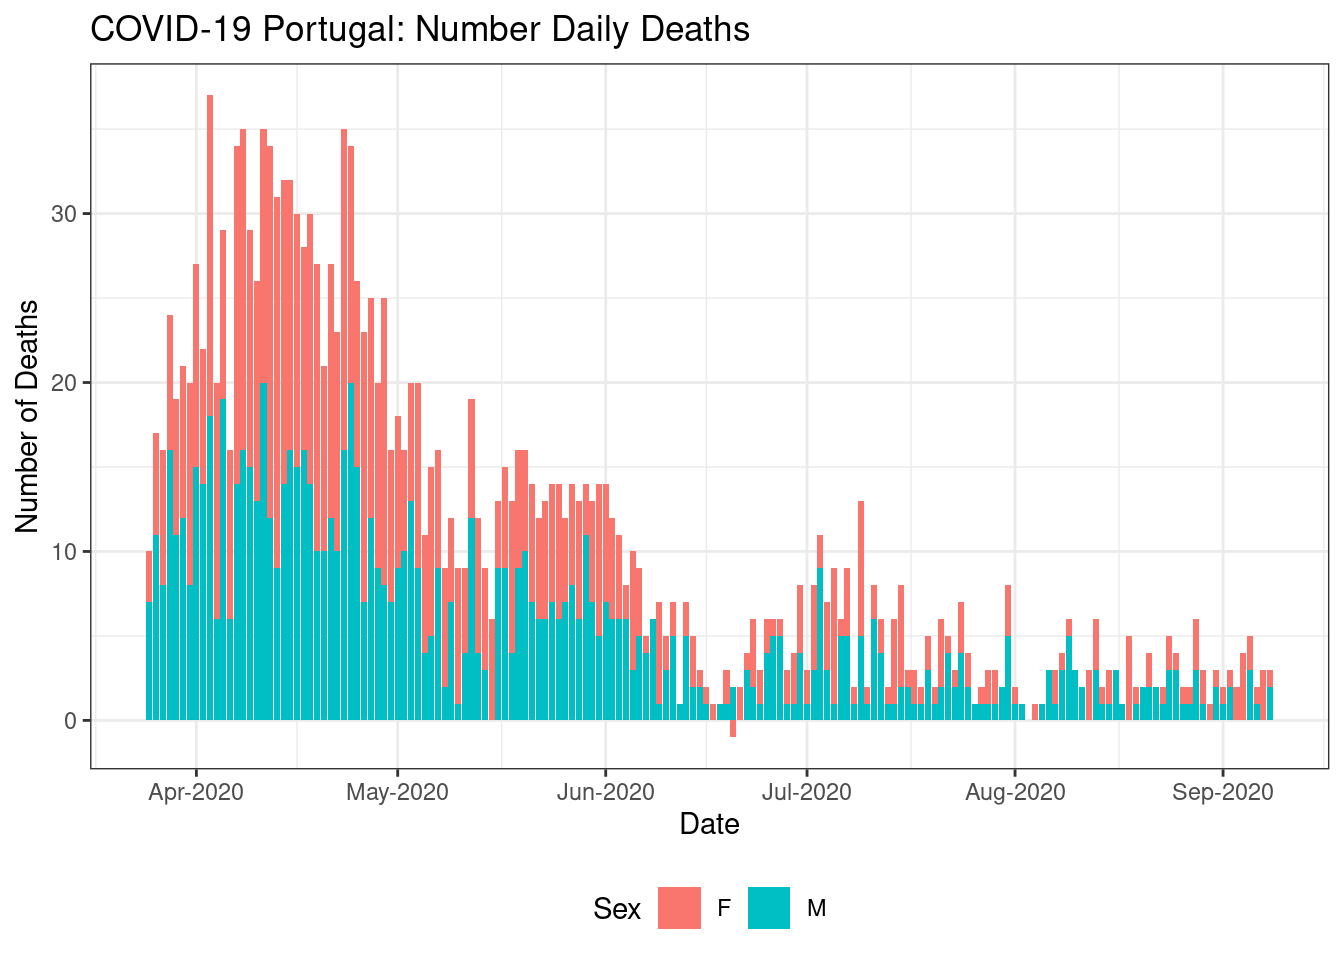 COVID-19 Portugal: Number Daily Deaths
Number of Deaths
30
20
10
0
Apr-2020 May-2020 Jun-2020 Jul-2020 Aug-2020 Sep-2020
Date
Sex F M